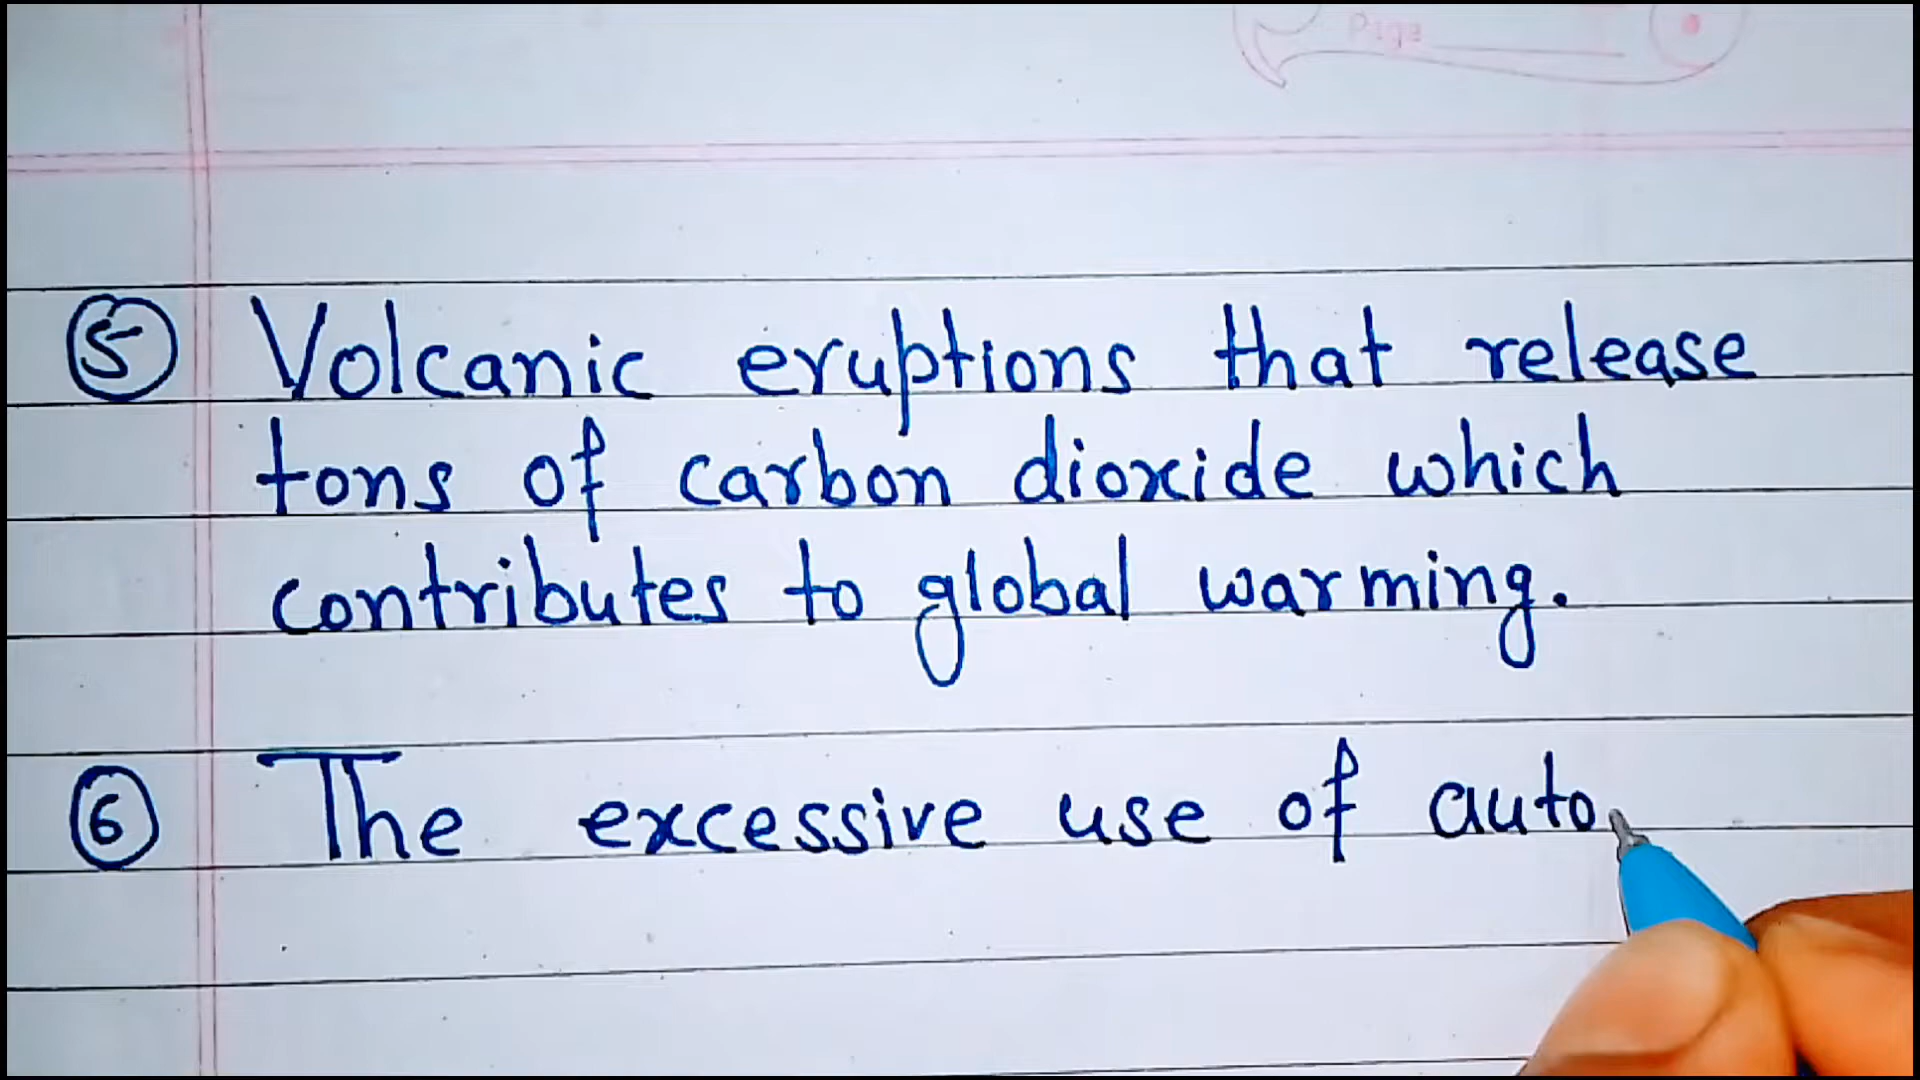 Page
⑤ Volcanic eruptions that release
tons of carbon dioxide which
contributes to global warming.
⑥ The excessive use of auto